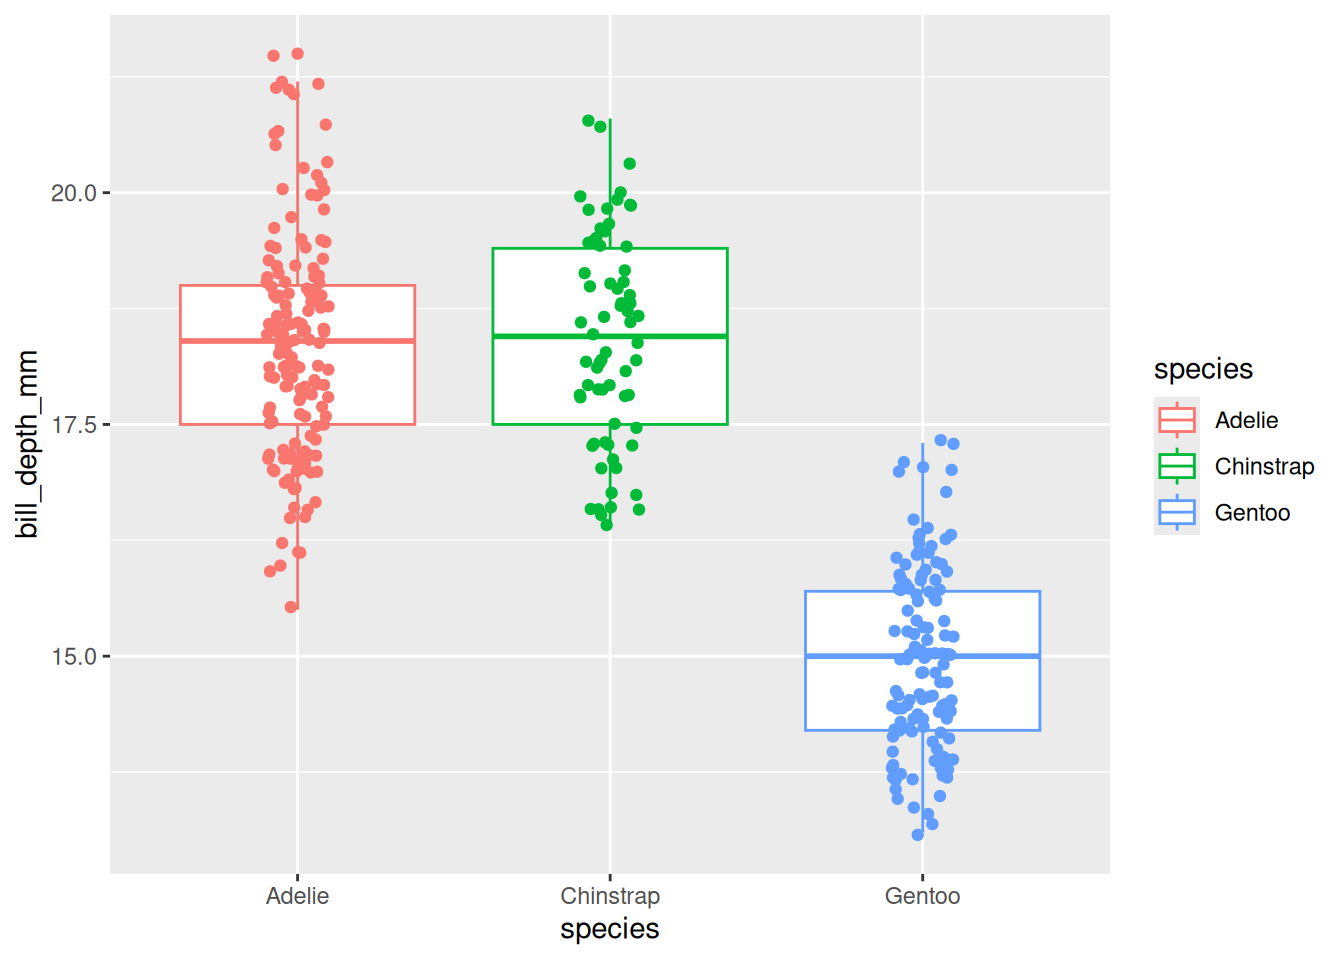 bill_depth_mm
20.0
17.5
15.0
Adelie
Chinstrap
Gentoo
species
species
Adelie
Chinstrap
Gentoo